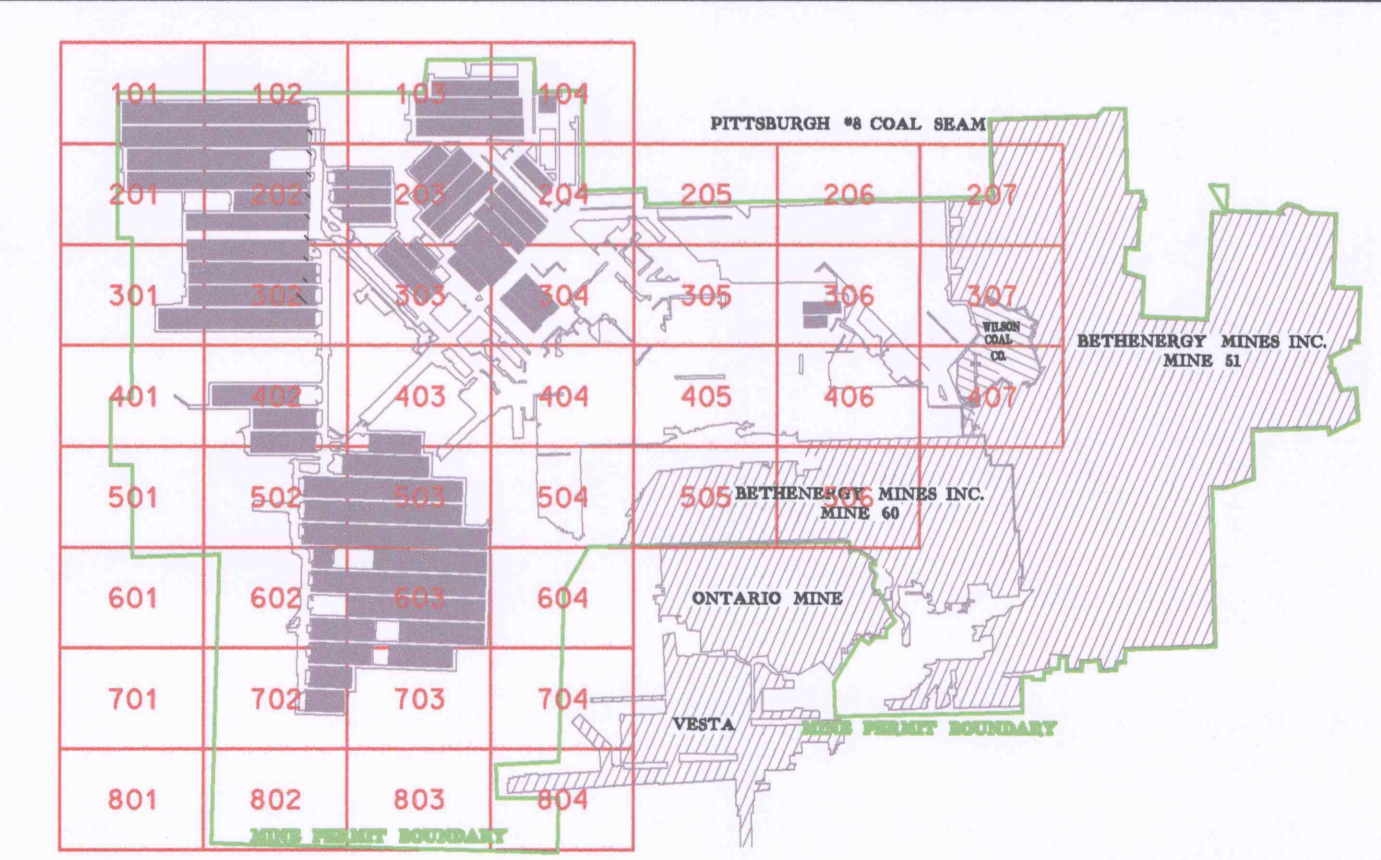 101 102 103 104
PITTSBURGH #8 COAL SEAM
201 202 203 204 205 206 207
301 302 303 304 305 306 307
WILSON
COAL
CO.
BETHENERGY MINES INC.
MINE 51
401 402 403 404 405 406 407
501 502 503 504 505 506
BETHENERGY MINES INC.
MINE 60
601 602 603 604
ONTARIO MINE
701 702 703 704
VESTA
MINE PERMIT BOUNDARY
801 802 803 804
MINE PERMIT BOUNDARY